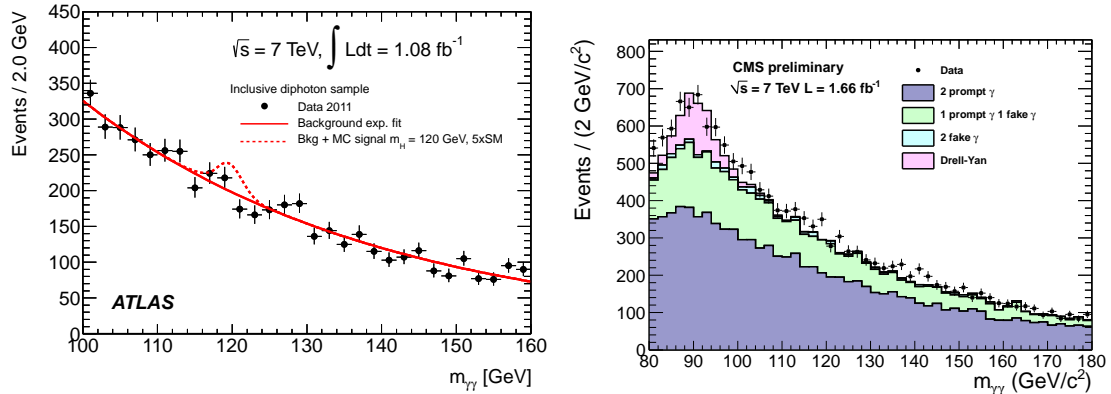 Events / 2.0 GeV
450
400
350
300
250
200
150
100
50
0
√s = 7 TeV, ∫ Ldt = 1.08 fb⁻¹
Inclusive diphoton sample
Data 2011
Background exp. fit
Bkg + MC signal m_H = 120 GeV, 5xSM
ATLAS
100 110 120 130 140 150 160
m_γγ [GeV]
Events / (2 GeV/c²)
800
700
600
500
400
300
200
100
0
CMS preliminary
√s = 7 TeV L = 1.66 fb⁻¹
Data
2 prompt γ
1 prompt γ 1 fake γ
2 fake γ
Drell-Yan
80 90 100 110 120 130 140 150 160 170 180
m_γγ (GeV/c²)